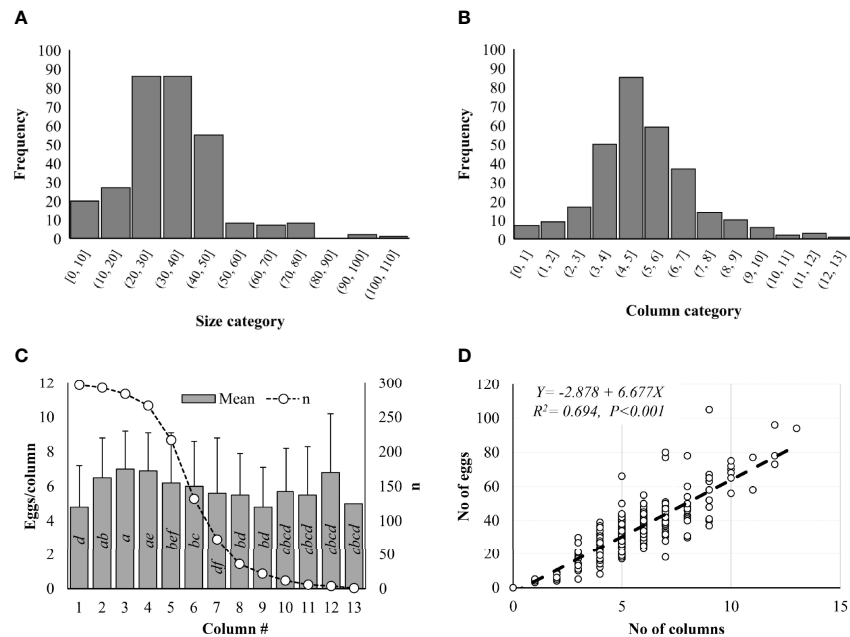 A
100
90
80
70
60
50
40
30
20
10
0
Frequency
[0, 10]
(10, 20]
(20, 30]
(30, 40]
(40, 50]
(50, 60]
(60, 70]
(70, 80]
(80, 90]
(90, 100]
(100, 110]
Size category
B
100
90
80
70
60
50
40
30
20
10
0
Frequency
[0, 1]
(1, 2]
(2, 3]
(3, 4]
(4, 5]
(5, 6]
(6, 7]
(7, 8]
(8, 9]
(9, 10]
(10, 11]
(11, 12]
(12, 13]
Column category
C
12
10
8
6
4
2
0
Eggs/column
Mean
n
300
250
200
150
100
50
0
n
d
ab
a
ae
bef
bc
df
bd
bd
abcd
abcd
abcd
abcd
1 2 3 4 5 6 7 8 9 10 11 12 13
Column #
D
120
100
80
60
40
20
0
No of eggs
Y= -2.878 + 6.677X
R²= 0.694, P<0.001
0 5 10 15
No of columns